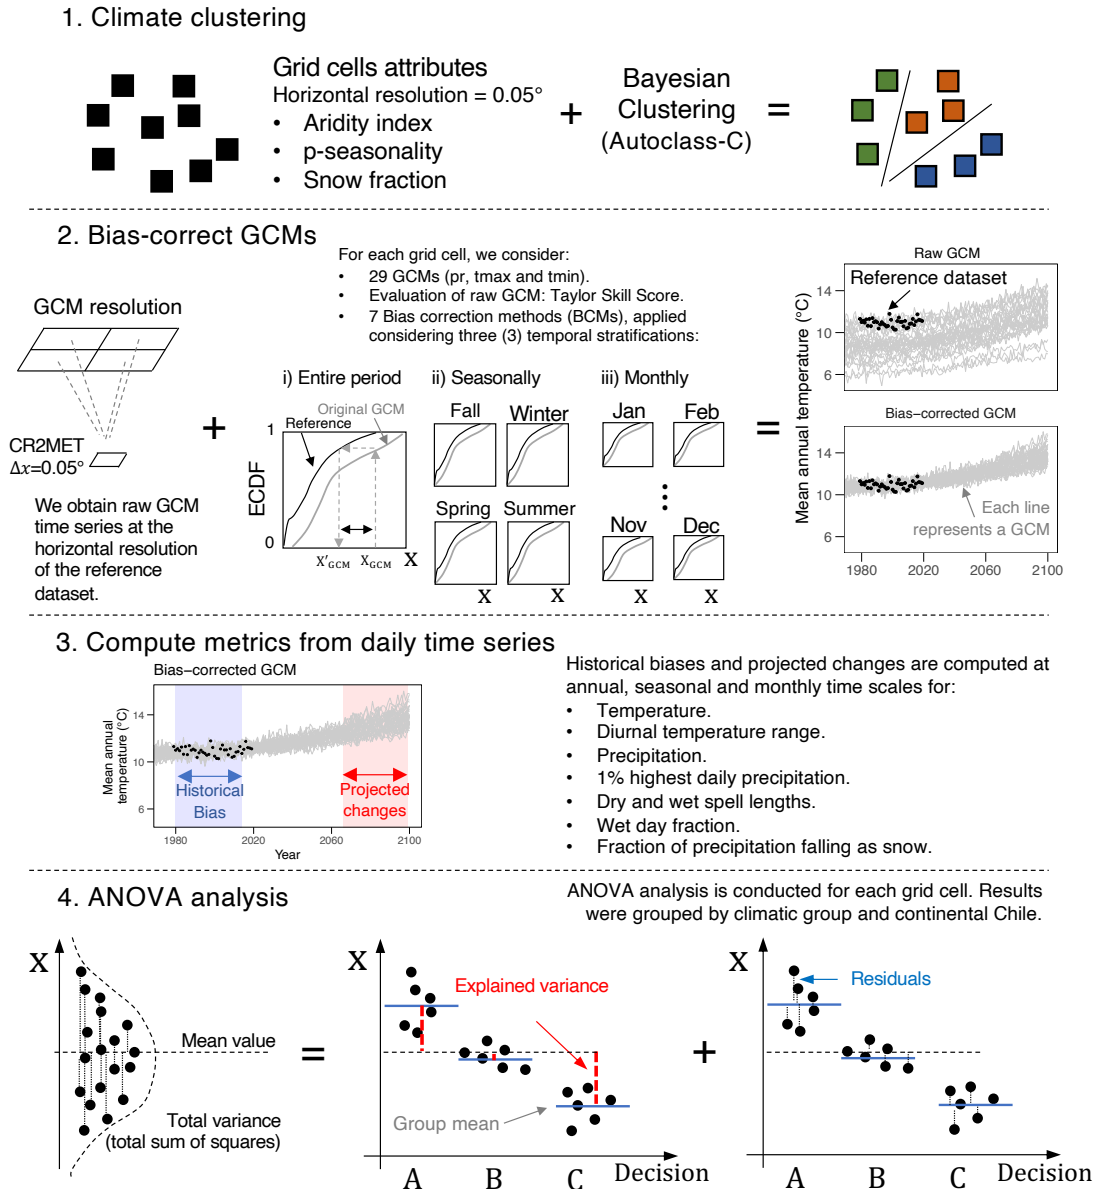 1. Climate clustering
Grid cells attributes
Horizontal resolution = 0.05°
• Aridity index
• p-seasonality
• Snow fraction
+
Bayesian
Clustering
(Autoclass-C)
=
2. Bias-correct GCMs
GCM resolution
CR2MET
Δx=0.05°
We obtain raw GCM
time series at the
horizontal resolution
of the reference
dataset.
+
For each grid cell, we consider:
• 29 GCMs (pr, tmax and tmin).
• Evaluation of raw GCM: Taylor Skill Score.
• 7 Bias correction methods (BCMs), applied
considering three (3) temporal stratifications:
i) Entire period
Original GCM
Reference
1
ECDF
0
X′GCM
XGCM
X
ii) Seasonally
Fall
Winter
Spring
Summer
X
X
iii) Monthly
Jan
Feb
Nov
Dec
X
X
=
Raw GCM
Reference dataset
14
10
6
Mean annual temperature (°C)
Bias−corrected GCM
14
10
6
Each line
represents a GCM
1980
2020
2060
2100
3. Compute metrics from daily time series
Bias−corrected GCM
Mean annual
temperature (°C)
14
10
6
Historical
Bias
Projected
changes
1980
2020
2060
2100
Year
Historical biases and projected changes are computed at
annual, seasonal and monthly time scales for:
• Temperature.
• Diurnal temperature range.
• Precipitation.
• 1% highest daily precipitation.
• Dry and wet spell lengths.
• Wet day fraction.
• Fraction of precipitation falling as snow.
4. ANOVA analysis
ANOVA analysis is conducted for each grid cell. Results
were grouped by climatic group and continental Chile.
X
Mean value
Total variance
(total sum of squares)
=
X
Explained variance
Group mean
A
B
C
Decision
+
X
Residuals
A
B
C
Decision